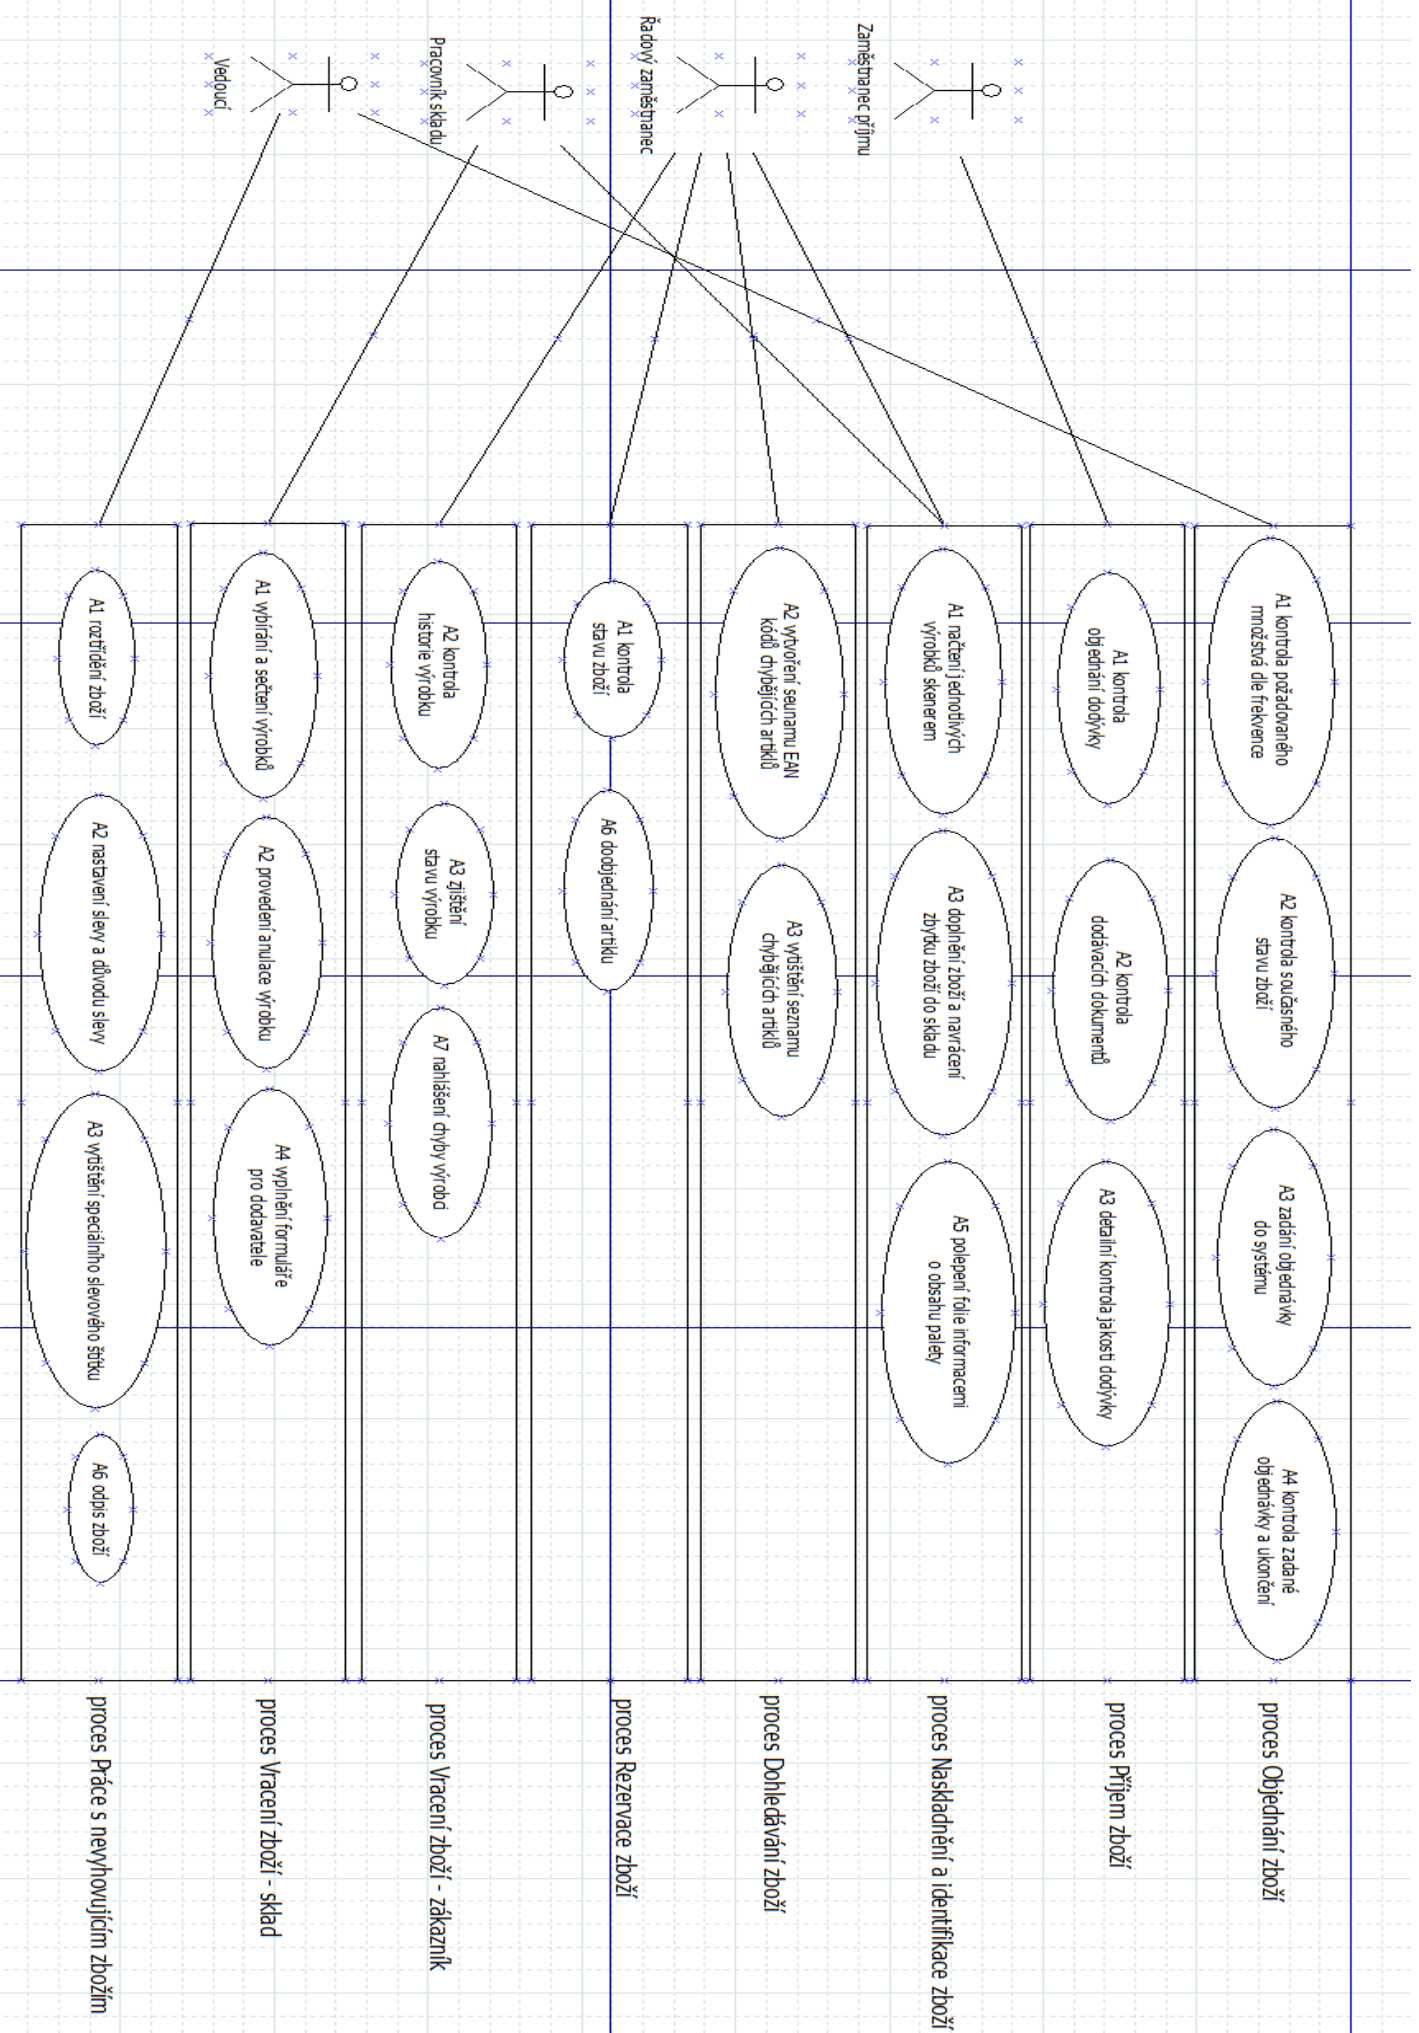 Zaměstnanec příjmu
Řadový zaměstnanec
Pracovník skladu
Vedoucí
A1 kontrola požadovaného
množstvá dle frekvence
A2 kontrola současného
stavu zboží
A3 zadání objednávky
do systému
A4 kontrola zadané
objednávky a ukončení
proces Objednání zboží
A1 kontrola
objednání dodývky
A2 kontrola
dodávacích dokumentů
A3 detailní kontrola jakosti dodývky
proces Příjem zboží
A1 načtení jednotlivých
výrobků skenerem
A3 doplnění zboží a navrácení
zbytku zboží do skladu
A5 polepení folie informacemi
o obsahu palety
proces Naskladnění a identifikace zboží
A2 vytvoření seunamu EAN
kódů chybějících artiklů
A3 vytištění seznamu
chybějících artiklů
proces Dohledávání zboží
A1 kontrola
stavu zboží
A6 doobjednání artiklu
proces Rezervace zboží
A2 kontrola
historie výrobku
A3 zjištění
stavu výrobku
A7 nahlášení chyby výrobci
proces Vracení zboží - zákazník
A1 vybírání a sečtení výrobků
A2 provedení anulace výrobku
A4 vyplnění formuláře
pro dodavatele
proces Vracení zboží - sklad
A1 roztřídění zboží
A2 nastavení slevy a důvodu slevy
A3 vytištění speciálního slevového štítku
A6 odpis zboží
proces Práce s nevyhovujícím zbožím